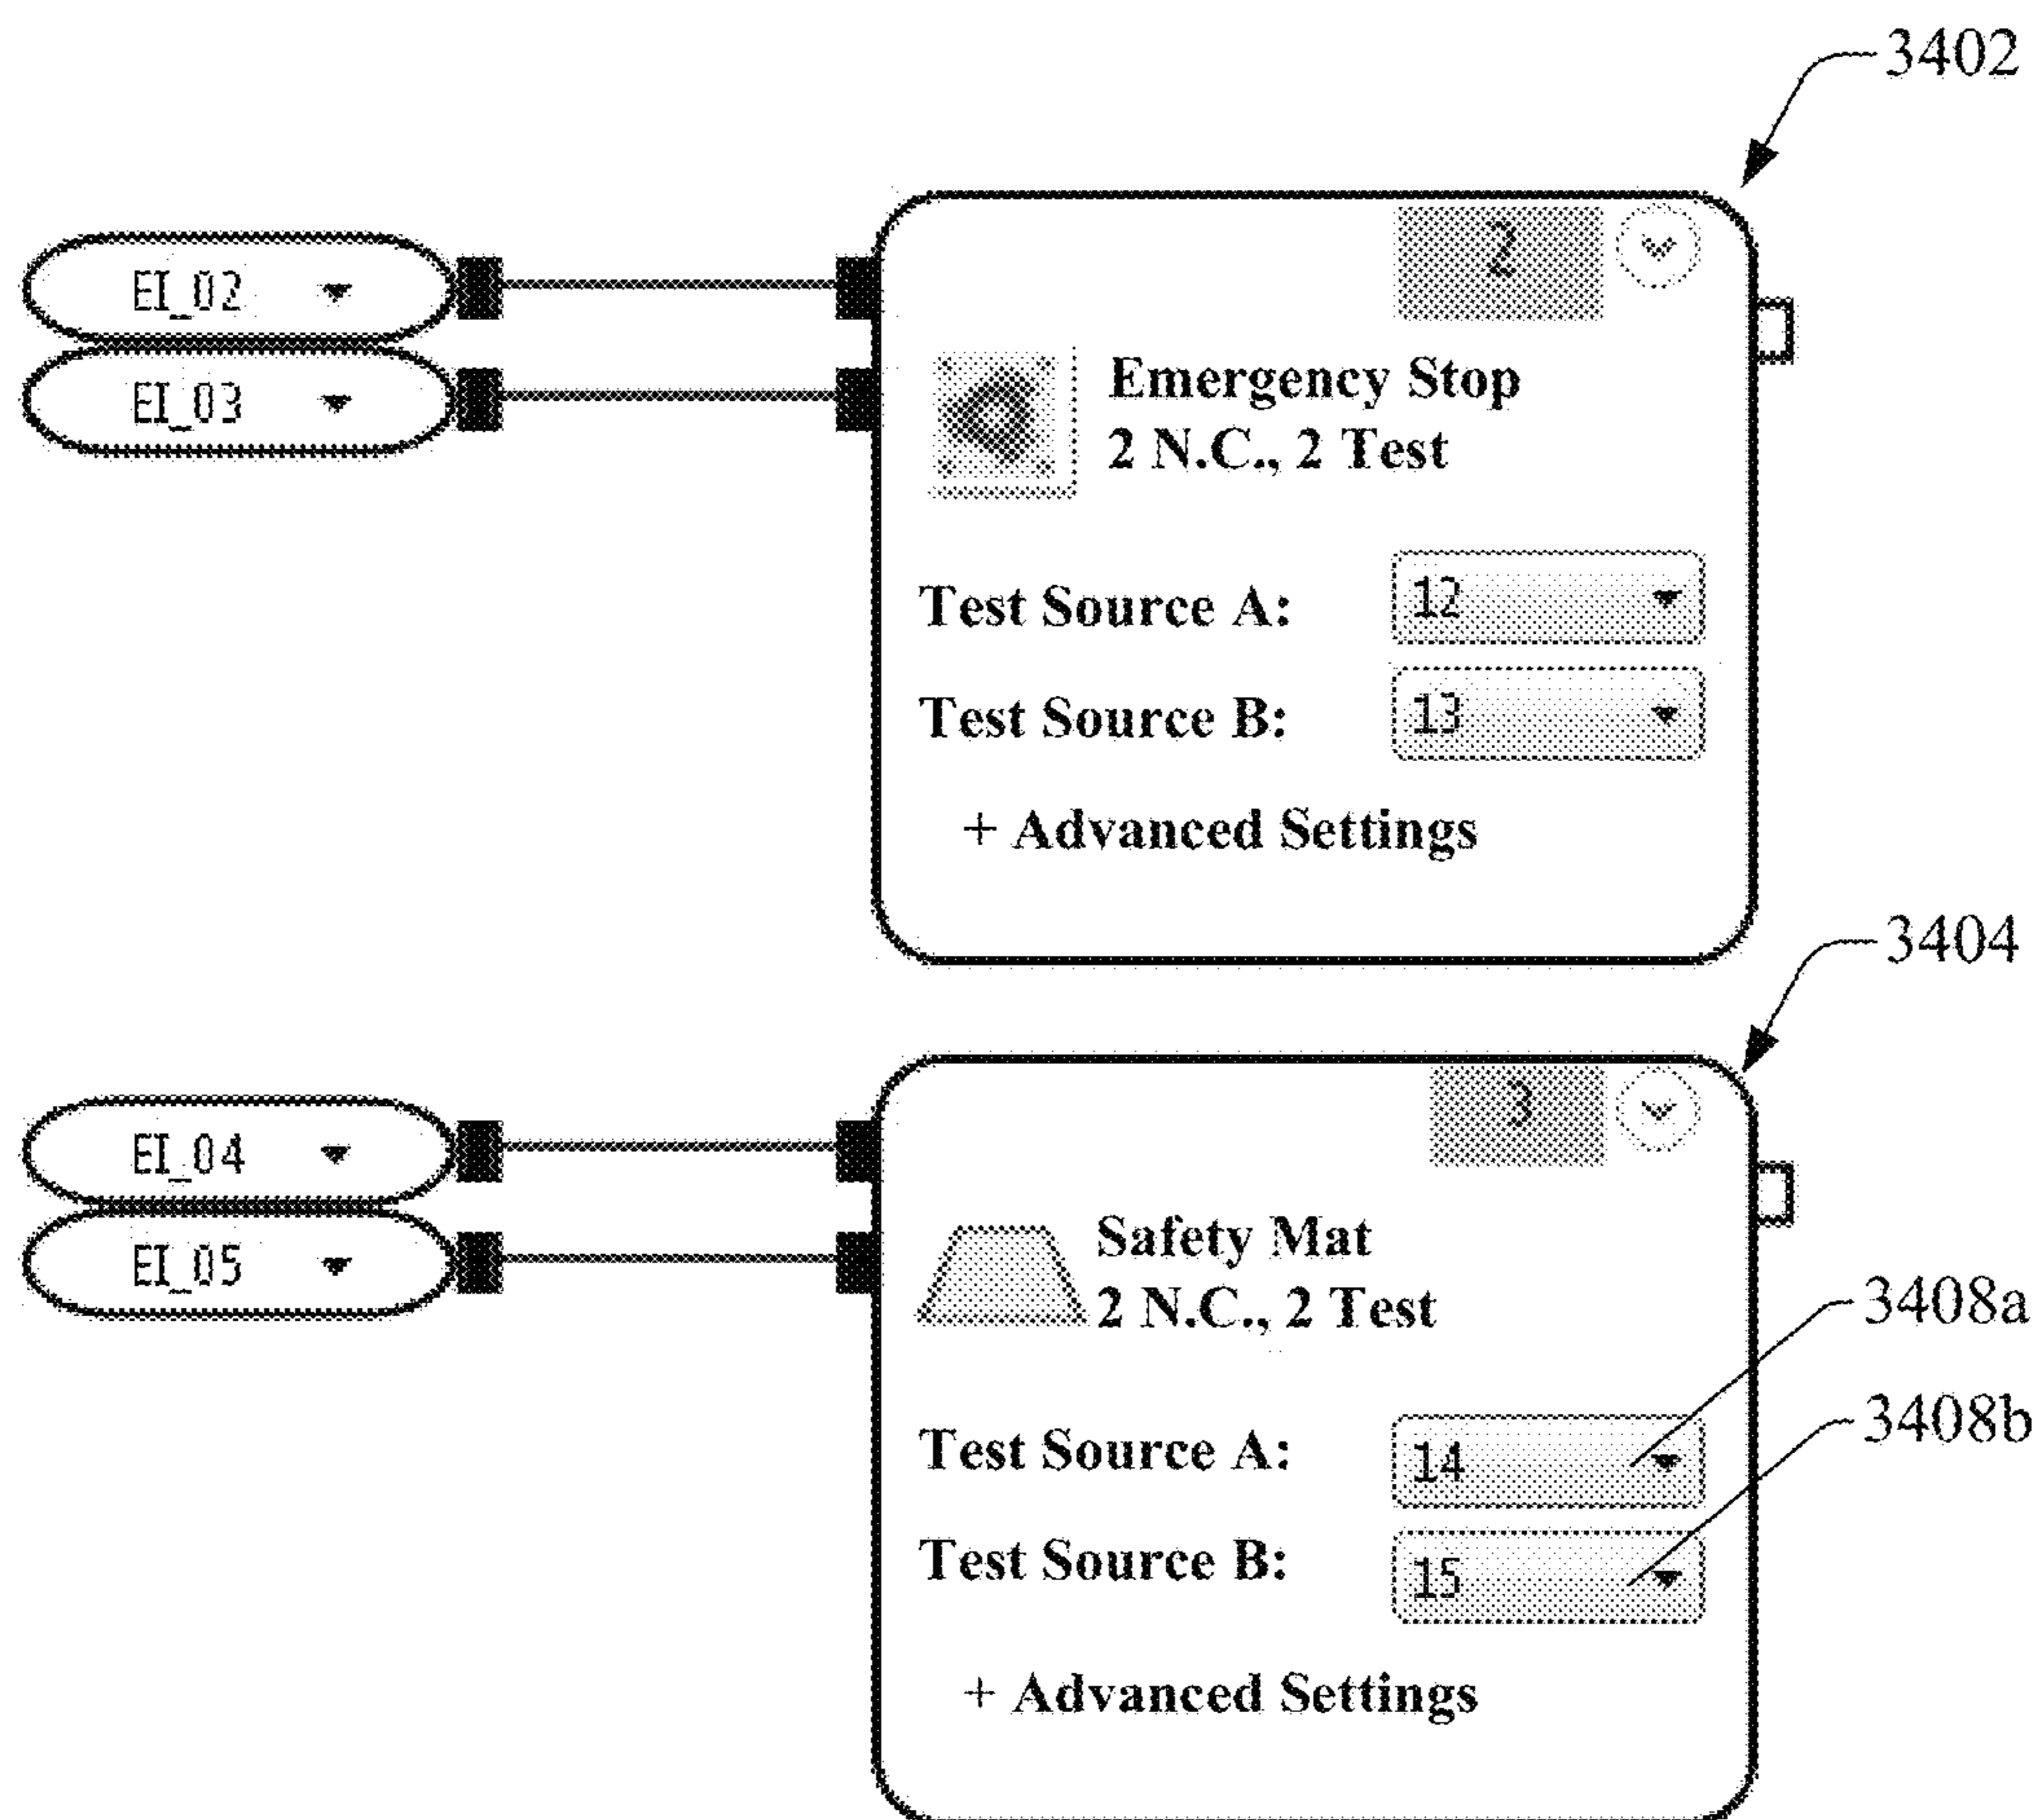 3402
2
EI_02
EI_03
Emergency Stop
2 N.C., 2 Test
Test Source A: 12
Test Source B: 13
+ Advanced Settings
3404
3
EI_04
EI_05
Safety Mat
2 N.C., 2 Test
3408a
Test Source A: 14
3408b
Test Source B: 15
+ Advanced Settings